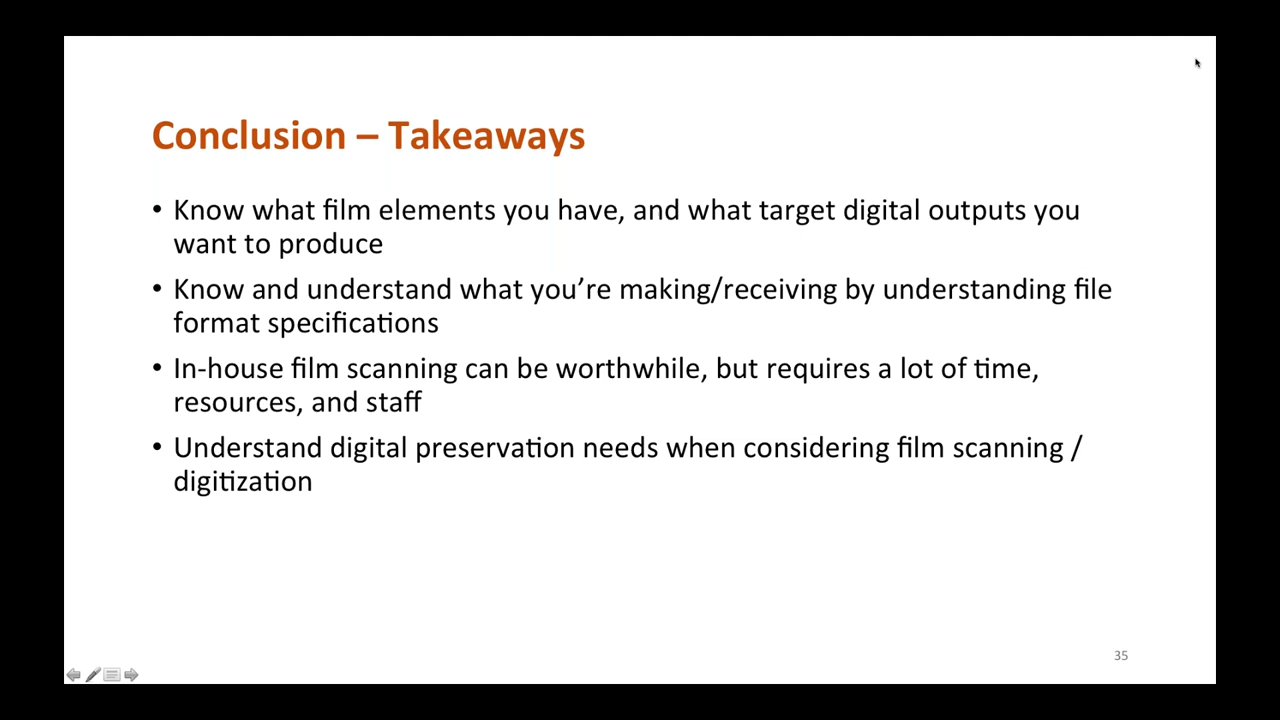 Conclusion – Takeaways
• Know what film elements you have, and what target digital outputs you
want to produce
• Know and understand what you’re making/receiving by understanding file
format specifications
• In-house film scanning can be worthwhile, but requires a lot of time,
resources, and staff
• Understand digital preservation needs when considering film scanning /
digitization
35